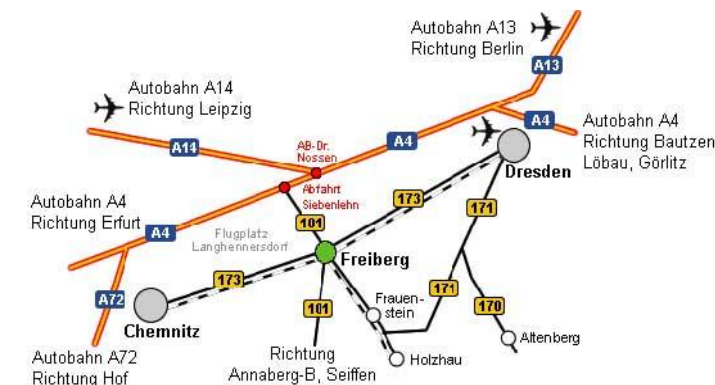 Autobahn A13
Richtung Berlin
A13
Autobahn A14
Richtung Leipzig
A14
AB-Dr.
Nossen
A4
A4
Autobahn A4
Richtung Bautzen
Löbau, Görlitz
Dresden
Abfahrt
Siebenlehn
173
171
Autobahn A4
Richtung Erfurt
A4
101
Flugplatz
Langhennersdorf
Freiberg
173
171
A72
Chemnitz
101
Frauen-
stein
170
Altenberg
Holzhau
Autobahn A72
Richtung Hof
Richtung
Annaberg-B, Seiffen